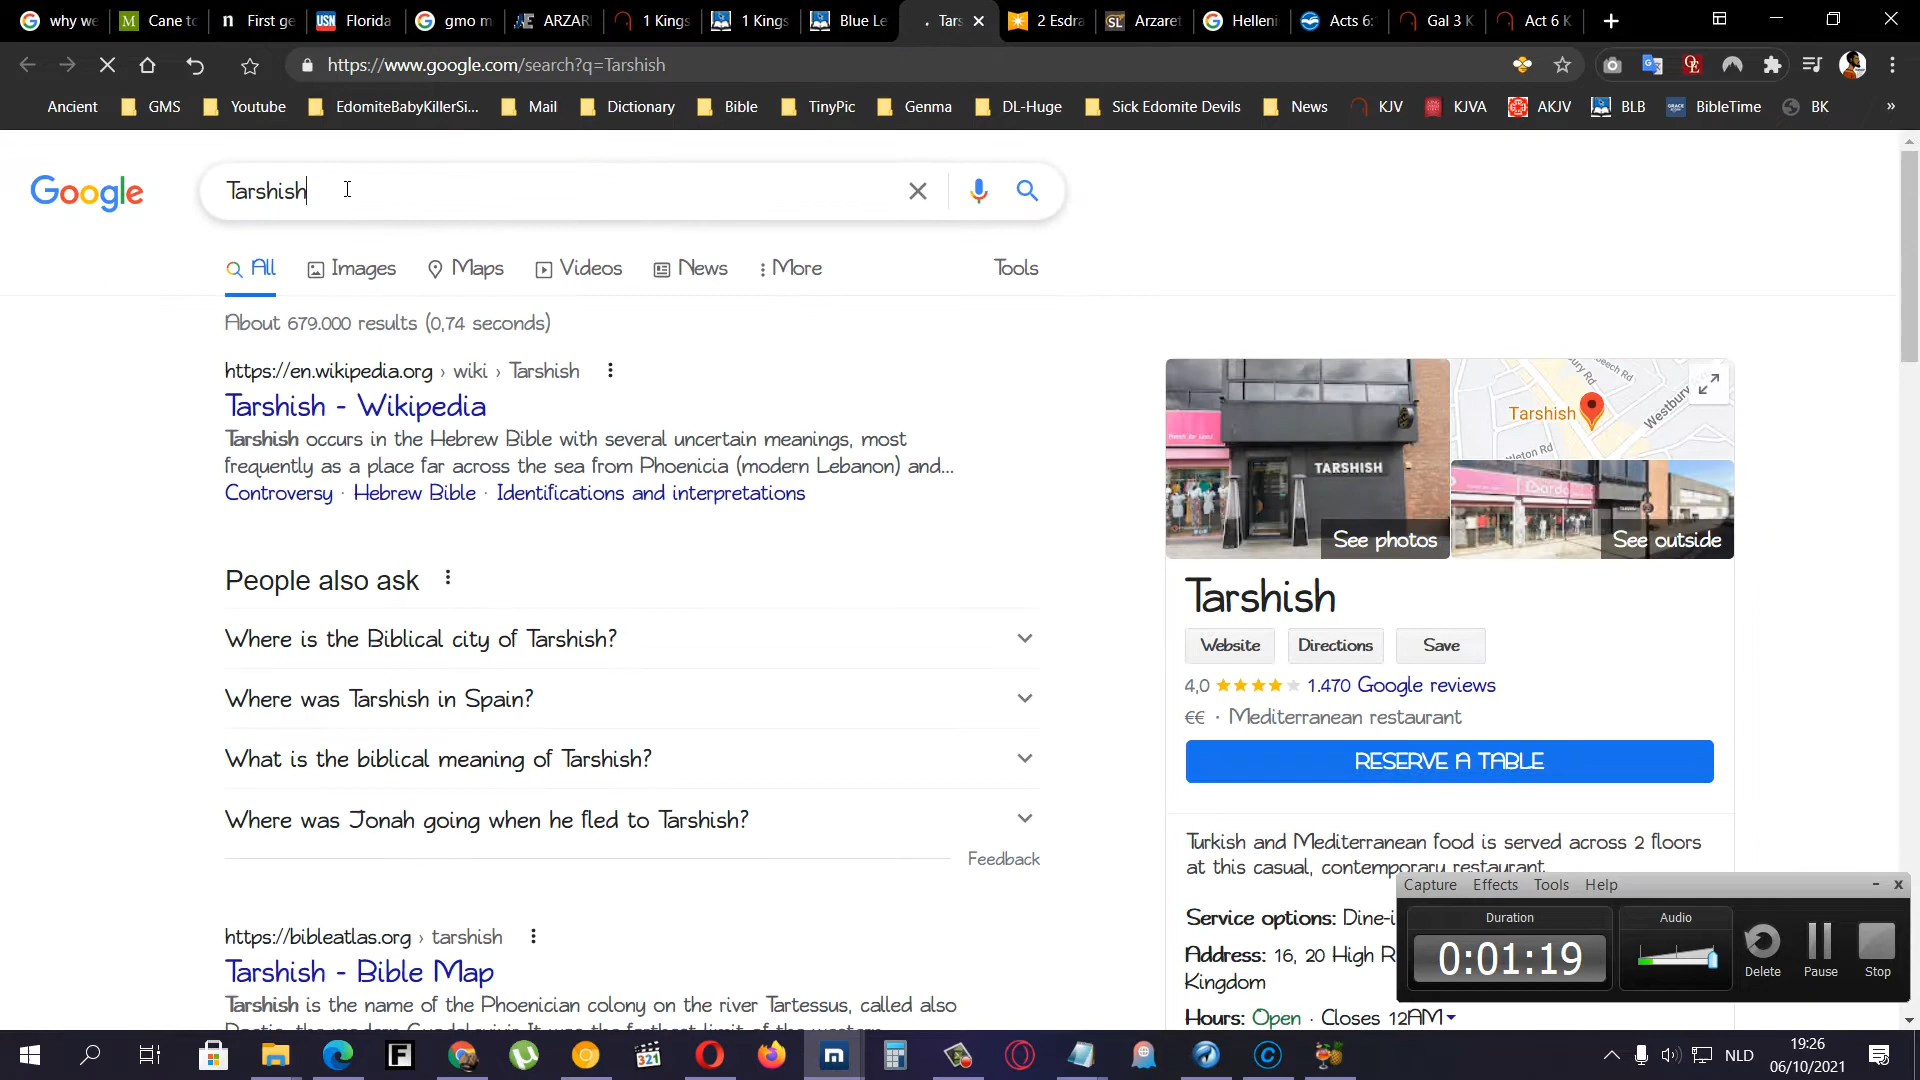 why we
Cane to
First ge
Florida
gmo m
ARZAR
1 Kings
1 Kings
Blue Le
Tars
2 Esdra
Arzaret
Helleni
Acts 6:
Gal 3 K
Act 6 K
https://www.google.com/search?q=Tarshish
Ancient
GMS
Youtube
EdomiteBabyKillerSi...
Mail
Dictionary
Bible
TinyPic
Genma
DL-Huge
Sick Edomite Devils
News
KJV
KJVA
AKJV
BLB
BibleTime
BK
»
Google
Tarshish
All
Images
Maps
Videos
News
More
Tools
About 679.000 results (0,74 seconds)
https://en.wikipedia.org › wiki › Tarshish
Tarshish - Wikipedia
Tarshish occurs in the Hebrew Bible with several uncertain meanings, most
frequently as a place far across the sea from Phoenicia (modern Lebanon) and...
Controversy · Hebrew Bible · Identifications and interpretations
People also ask
Where is the Biblical city of Tarshish?
Where was Tarshish in Spain?
What is the biblical meaning of Tarshish?
Where was Jonah going when he fled to Tarshish?
Feedback
https://bibleatlas.org › tarshish
Tarshish - Bible Map
Tarshish is the name of the Phoenician colony on the river Tartessus, called also
TARSHISH
See photos
Tarshish
Westbury
See outside
Tarshish
Website
Directions
Save
4,0
1.470 Google reviews
€€ · Mediterranean restaurant
RESERVE A TABLE
Turkish and Mediterranean food is served across 2 floors
at this casual, contemporary restaurant.
Service options: Dine-i
Address: 16, 20 High R
Kingdom
Hours: Open · Closes 12AM
Capture Effects Tools Help
Duration
0:01:19
Audio
Delete
Pause
Stop
321
NLD
19:26
06/10/2021